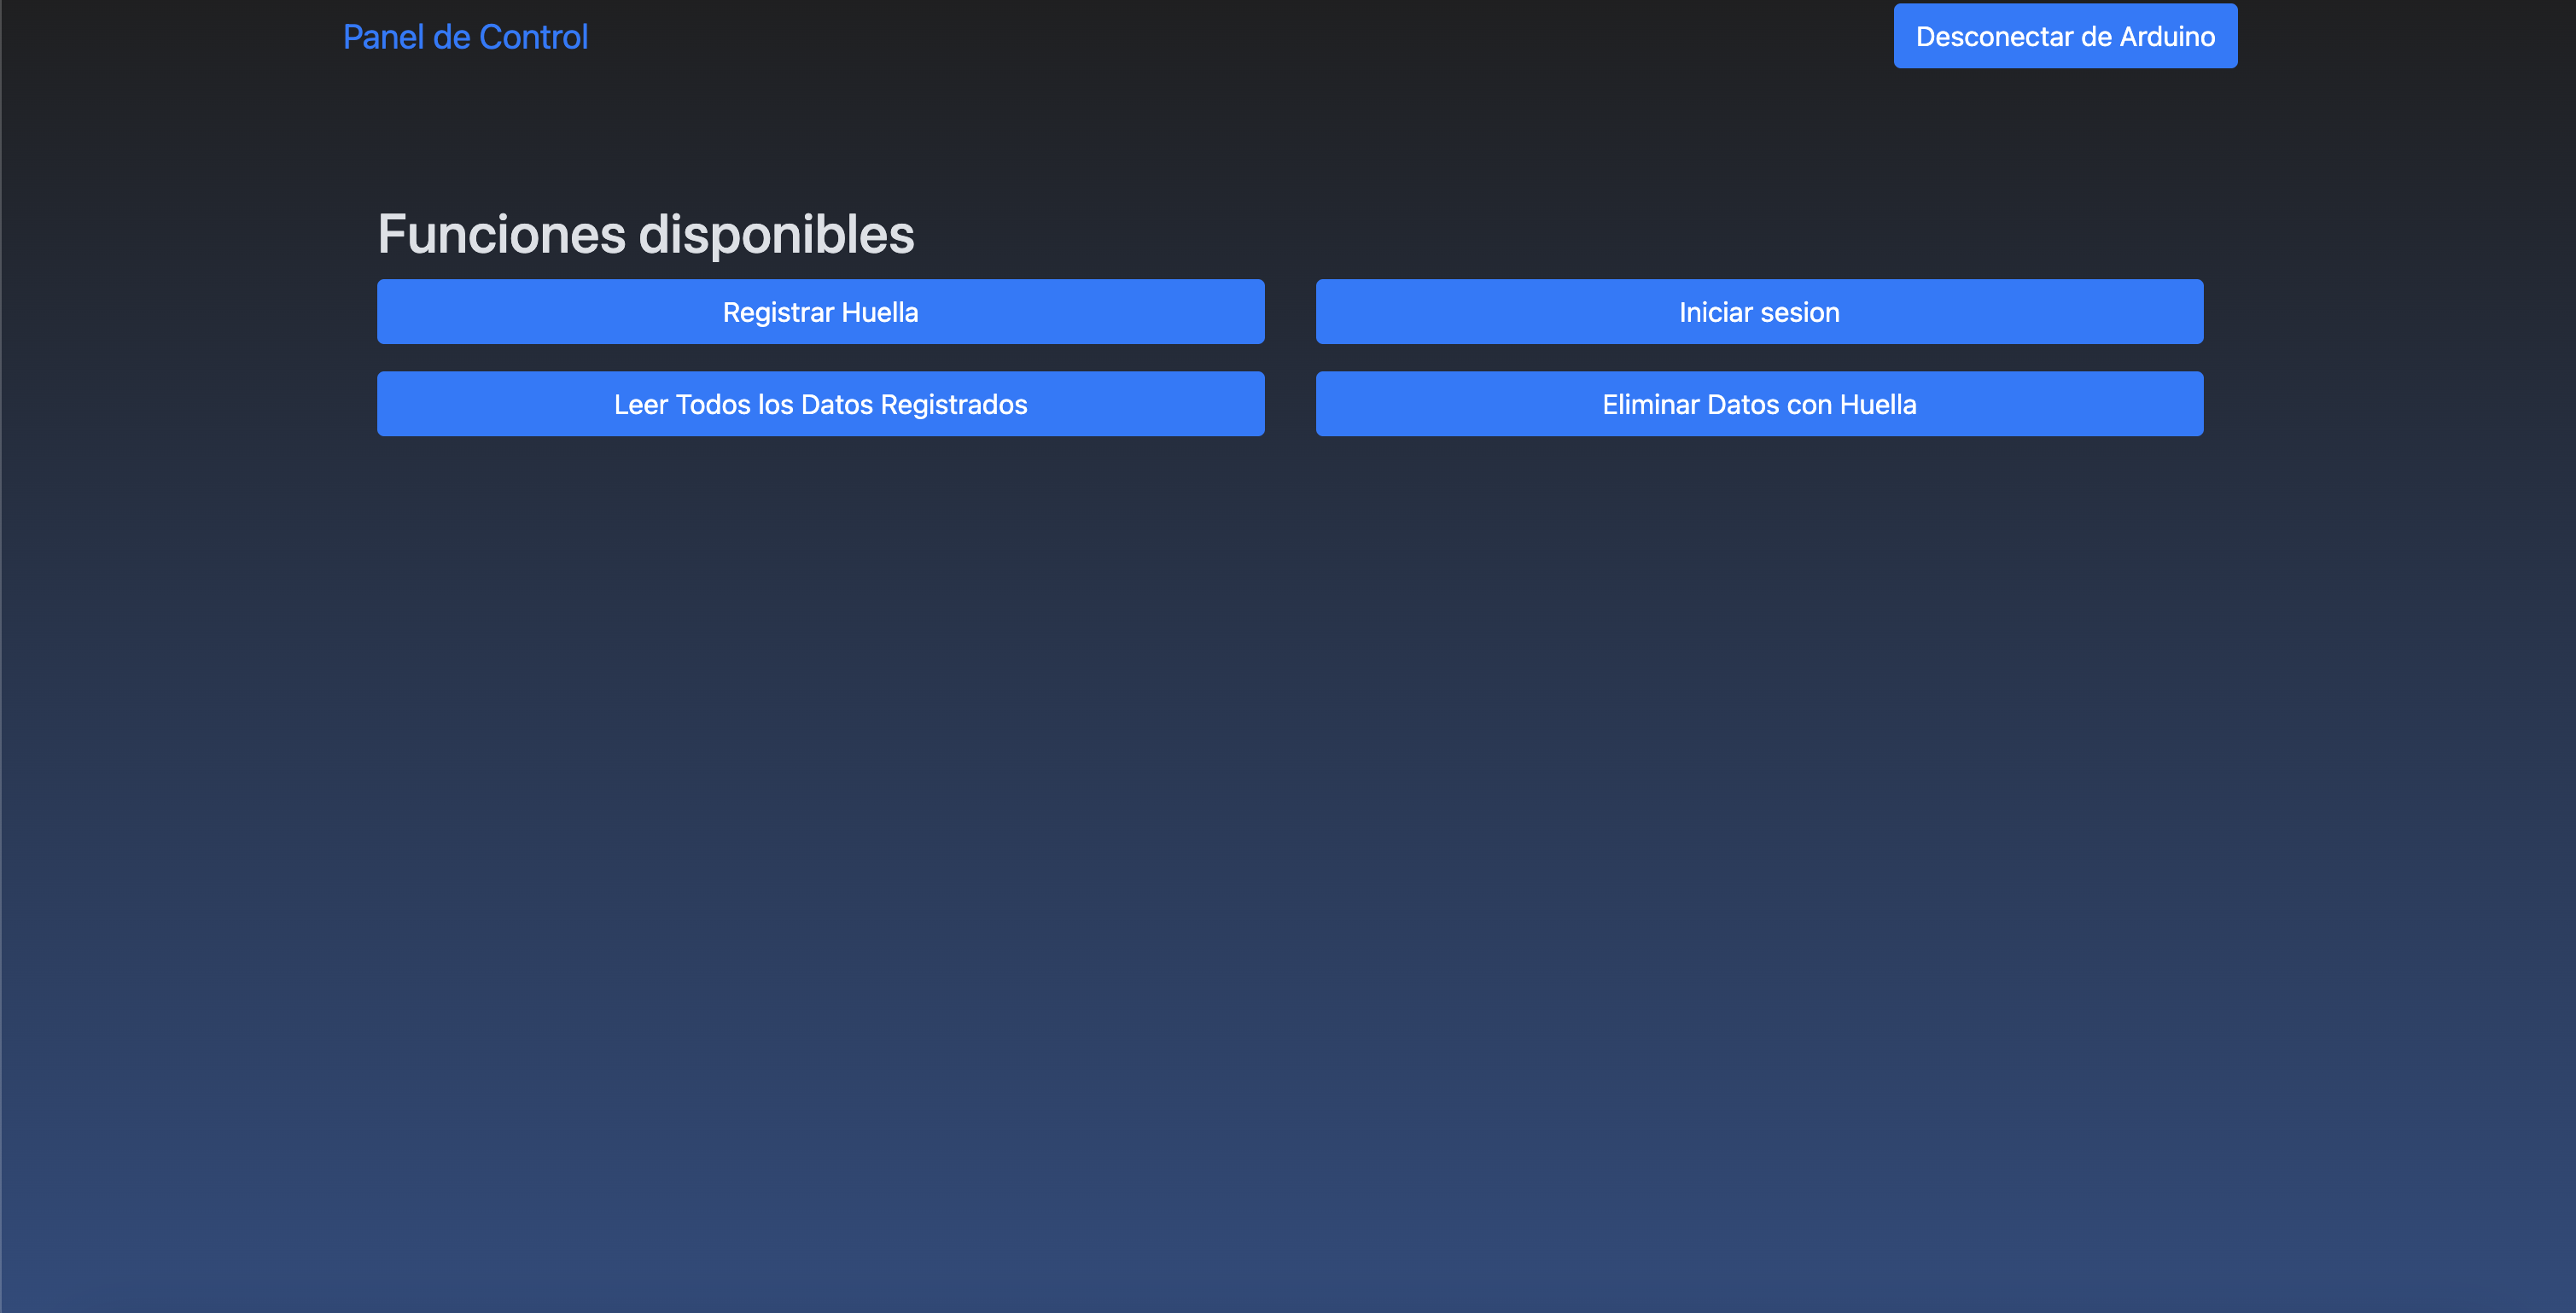 Panel de Control
Desconectar de Arduino
Funciones disponibles
Registrar Huella
Iniciar sesion
Leer Todos los Datos Registrados
Eliminar Datos con Huella